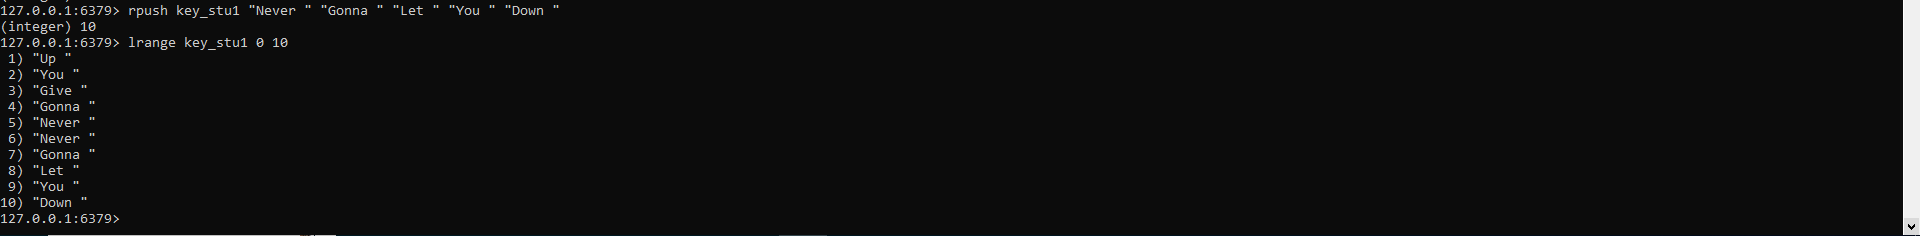 127.0.0.1:6379> rpush key_stu1 "Never " "Gonna " "Let " "You " "Down "
(integer) 10
127.0.0.1:6379> lrange key_stu1 0 10
 1) "Up "
 2) "You "
 3) "Give "
 4) "Gonna "
 5) "Never "
 6) "Never "
 7) "Gonna "
 8) "Let "
 9) "You "
10) "Down "
127.0.0.1:6379>